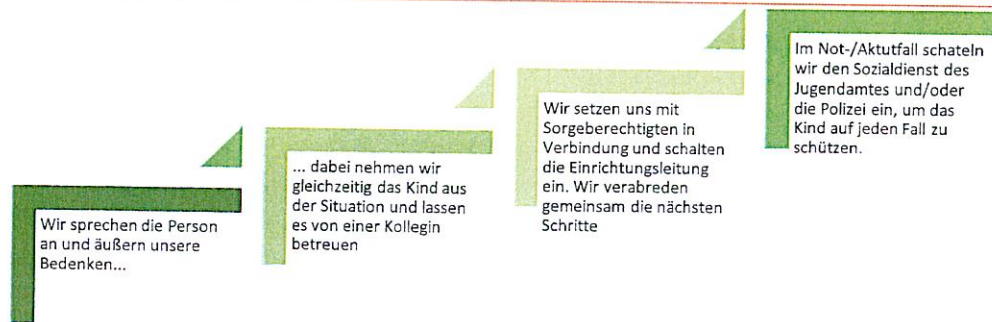 Wir sprechen die Person
an und äußern unsere
Bedenken...
... dabei nehmen wir
gleichzeitig das Kind aus
der Situation und lassen
es von einer Kollegin
betreuen
Wir setzen uns mit
Sorgeberechtigten in
Verbindung und schalten
die Einrichtungsleitung
ein. Wir verabreden
gemeinsam die nächsten
Schritte
Im Not-/Aktutfall schateln
wir den Sozialdienst des
Jugendamtes und/oder
die Polizei ein, um das
Kind auf jeden Fall zu
schützen.